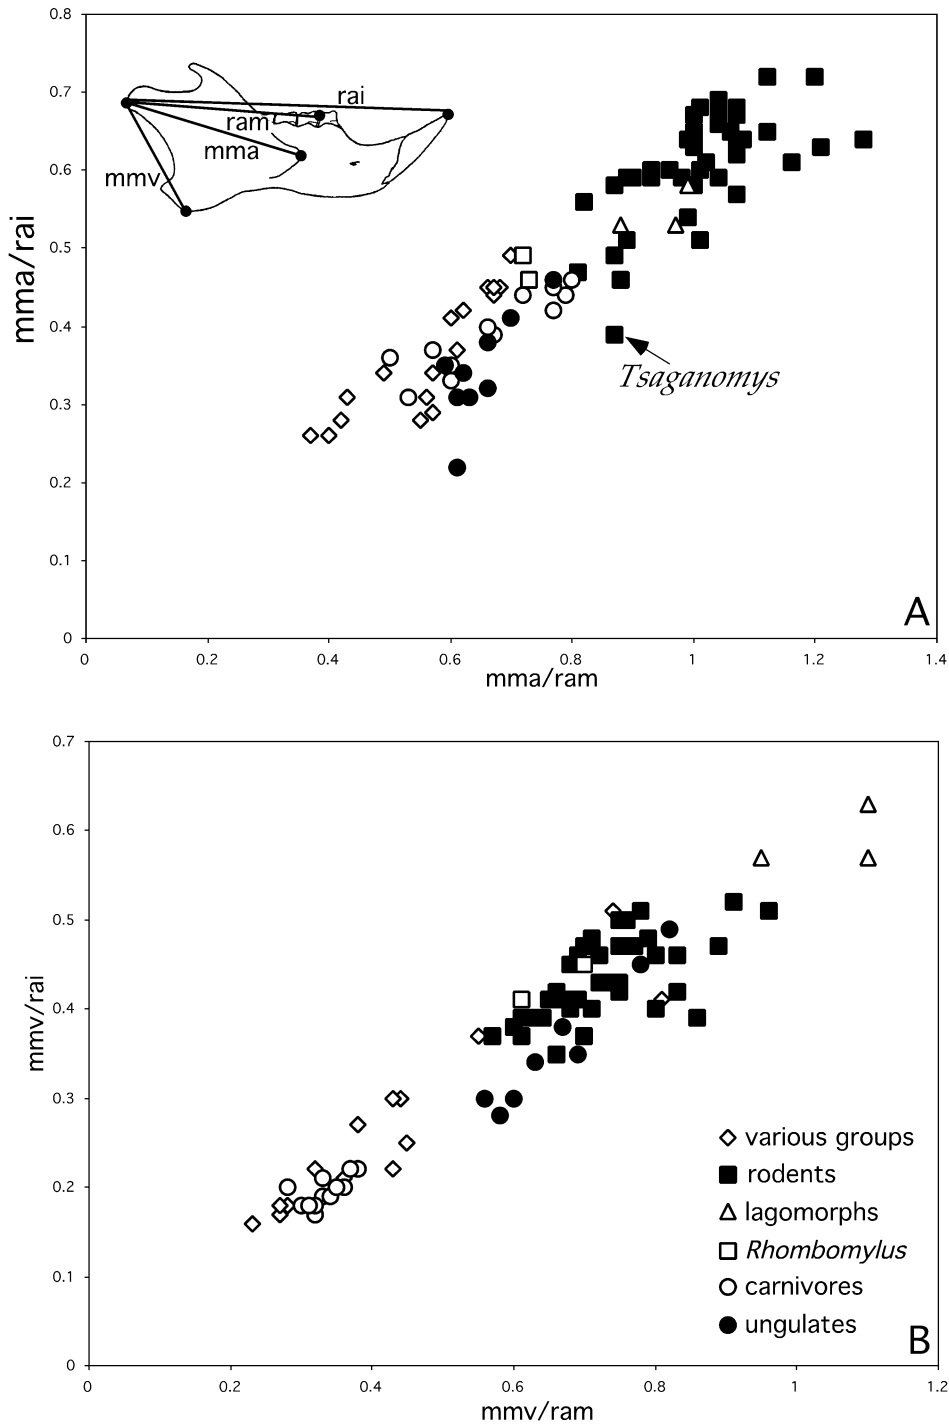 0.8
0.7
0.6
0.5
0.4
0.3
0.2
0.1
0
mma/rai
rai
ram
mma
mmv
Tsaganomys
A
0 0.2 0.4 0.6 0.8 1 1.2 1.4
mma/ram
0.7
0.6
0.5
0.4
0.3
0.2
0.1
0
mmv/rai
various groups
rodents
lagomorphs
Rhombomylus
carnivores
ungulates
B
0 0.2 0.4 0.6 0.8 1 1.2
mmv/ram